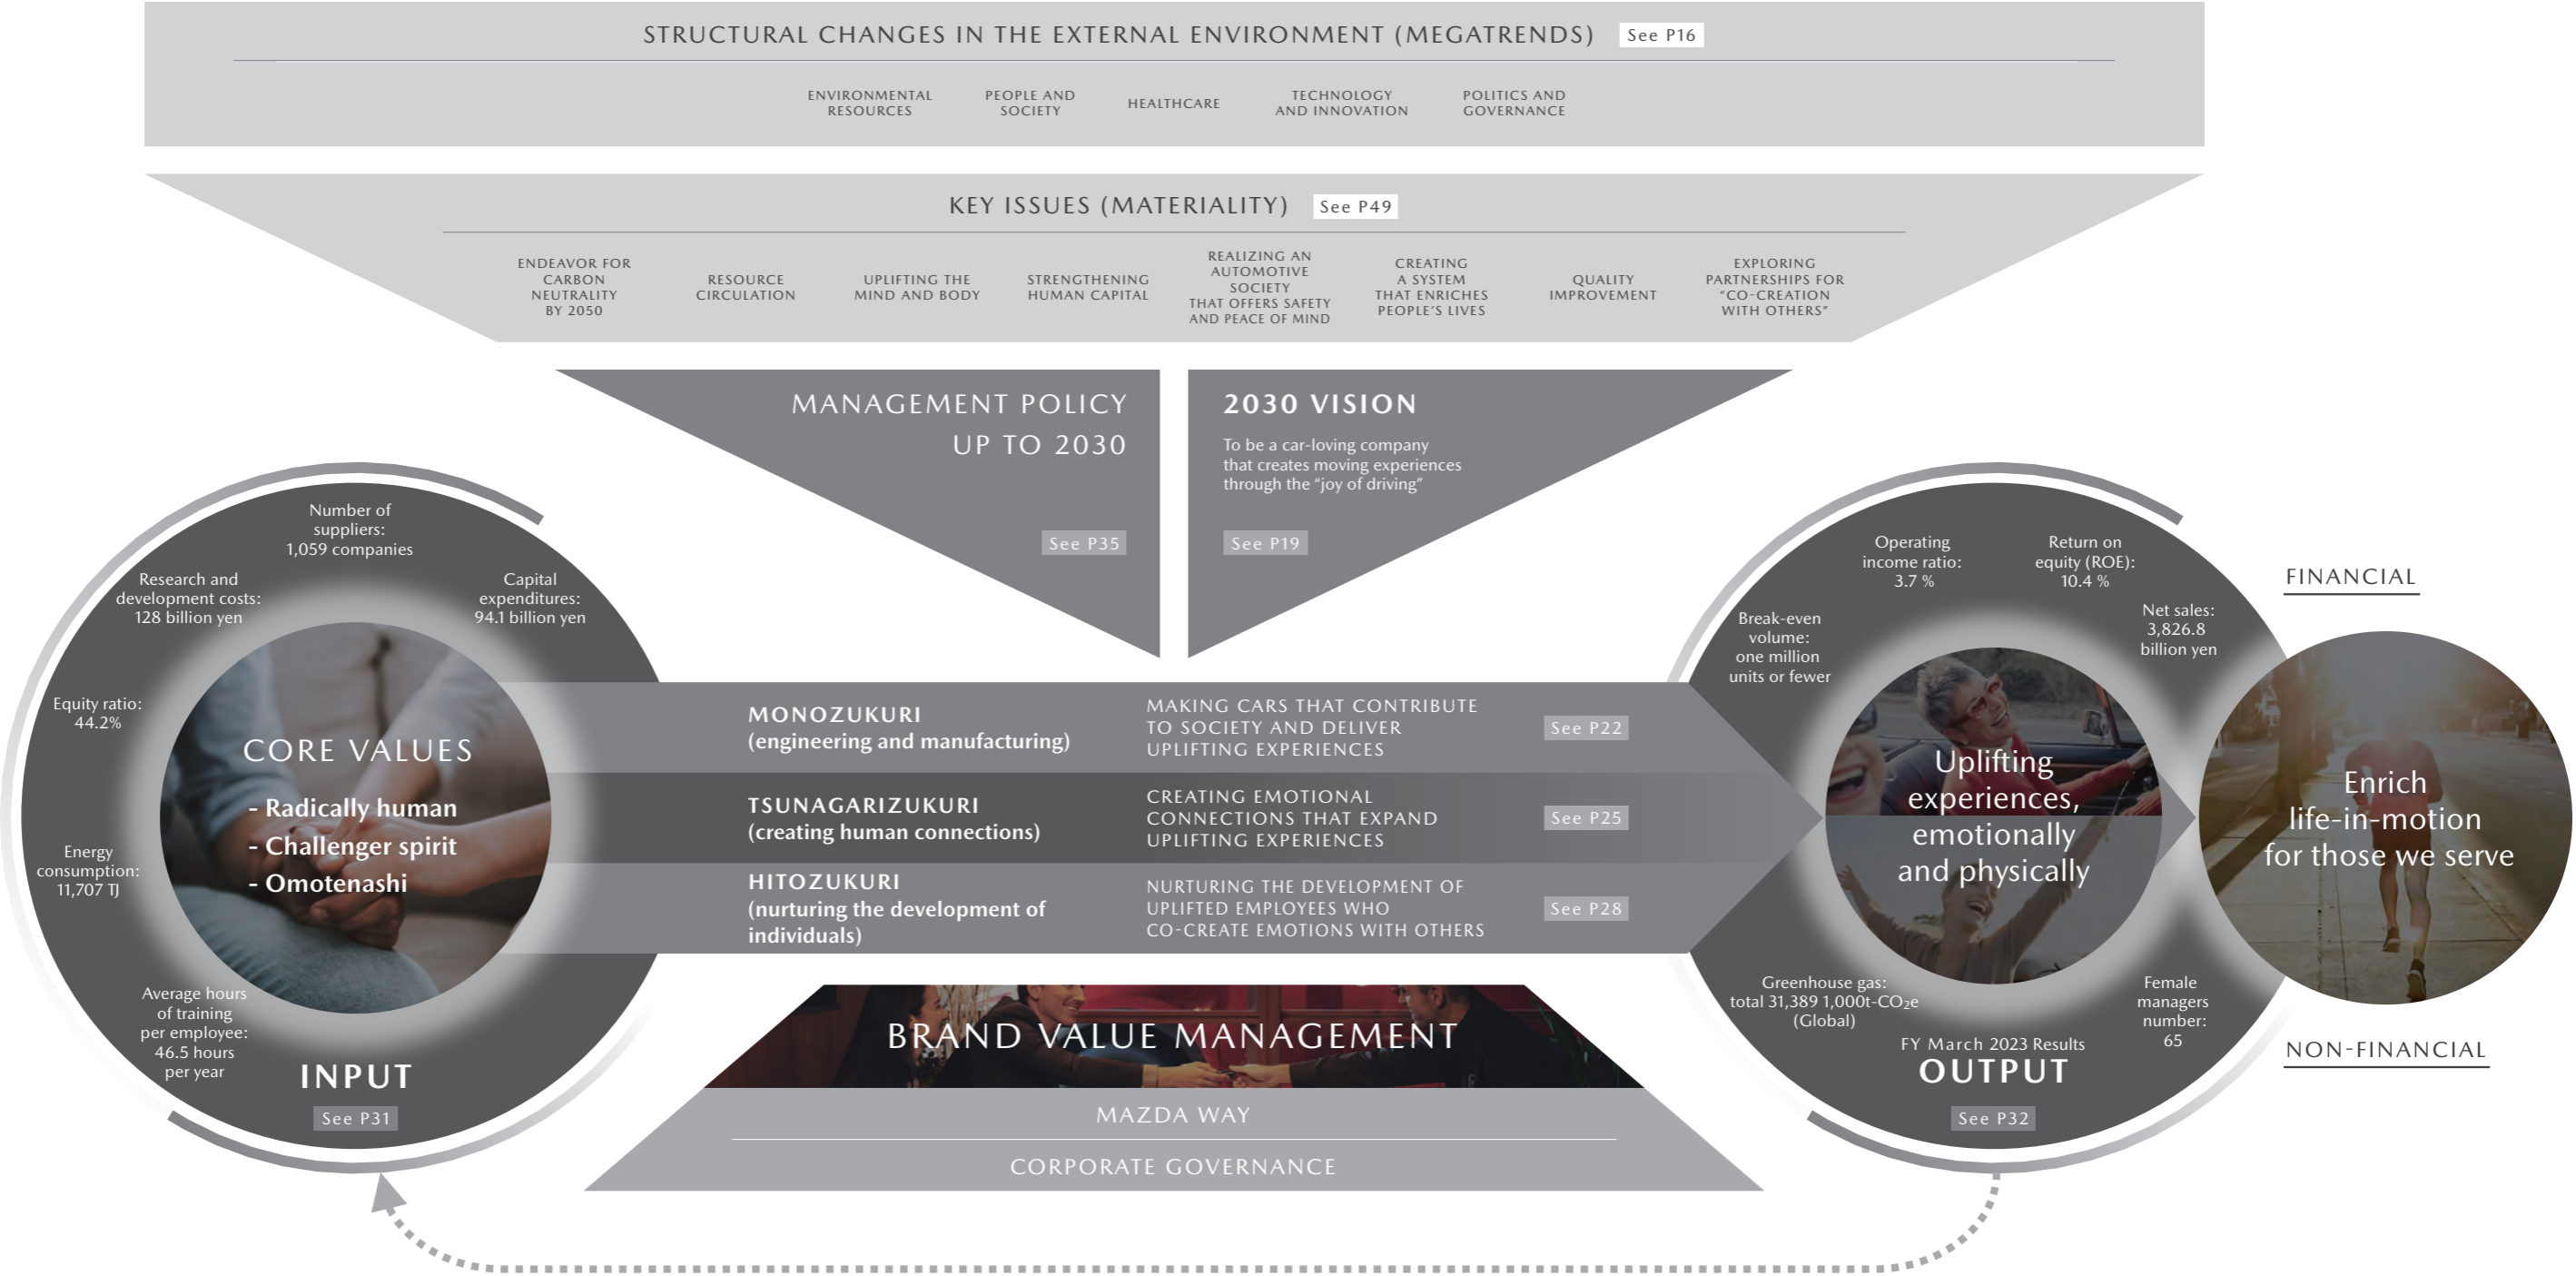 STRUCTURAL CHANGES IN THE EXTERNAL ENVIRONMENT (MEGATRENDS) See P16
ENVIRONMENTAL
RESOURCES
PEOPLE AND
SOCIETY
HEALTHCARE
TECHNOLOGY
AND INNOVATION
POLITICS AND
GOVERNANCE
KEY ISSUES (MATERIALITY) See P49
ENDEAVOR FOR
CARBON
NEUTRALITY
BY 2050
RESOURCE
CIRCULATION
UPLIFTING THE
MIND AND BODY
STRENGTHENING
HUMAN CAPITAL
REALIZING AN
AUTOMOTIVE
SOCIETY
THAT OFFERS SAFETY
AND PEACE OF MIND
CREATING
A SYSTEM
THAT ENRICHES
PEOPLE'S LIVES
QUALITY
IMPROVEMENT
EXPLORING
PARTNERSHIPS FOR
“CO-CREATION
WITH OTHERS”
MANAGEMENT POLICY
UP TO 2030
See P35
2030 VISION
To be a car-loving company
that creates moving experiences
through the “joy of driving”
See P19
Number of
suppliers:
1,059 companies
Research and
development costs:
128 billion yen
Capital
expenditures:
94.1 billion yen
Equity ratio:
44.2%
Energy
consumption:
11,707 TJ
Average hours
of training
per employee:
46.5 hours
per year
CORE VALUES
- Radically human
- Challenger spirit
- Omotenashi
INPUT
See P31
MONOZUKURI
(engineering and manufacturing)
MAKING CARS THAT CONTRIBUTE
TO SOCIETY AND DELIVER
UPLIFTING EXPERIENCES
See P22
TSUNAGARIZUKURI
(creating human connections)
CREATING EMOTIONAL
CONNECTIONS THAT EXPAND
UPLIFTING EXPERIENCES
See P25
HITOZUKURI
(nurturing the development of
individuals)
NURTURING THE DEVELOPMENT OF
UPLIFTED EMPLOYEES WHO
CO-CREATE EMOTIONS WITH OTHERS
See P28
BRAND VALUE MANAGEMENT
MAZDA WAY
CORPORATE GOVERNANCE
Operating
income ratio:
3.7 %
Return on
equity (ROE):
10.4 %
Break-even
volume:
one million
units or fewer
Net sales:
3,826.8
billion yen
Uplifting
experiences,
emotionally
and physically
Greenhouse gas:
total 31,389 1,000t-CO₂e
(Global)
Female
managers
number:
65
FY March 2023 Results
OUTPUT
See P32
FINANCIAL
Enrich
life-in-motion
for those we serve
NON-FINANCIAL